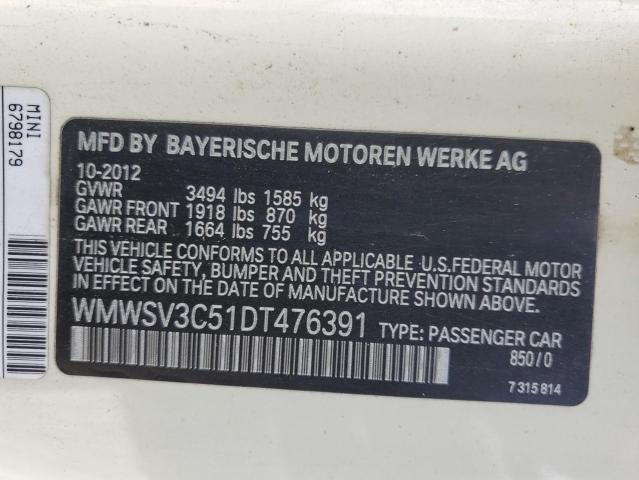 MINI
6798179
MFD BY BAYERISCHE MOTOREN WERKE AG
10-2012
GVWR 3494 lbs 1585 kg
GAWR FRONT 1918 lbs 870 kg
GAWR REAR 1664 lbs 755 kg
THIS VEHICLE CONFORMS TO ALL APPLICABLE U.S.FEDERAL MOTOR
VEHICLE SAFETY, BUMPER AND THEFT PREVENTION STANDARDS
IN EFFECT ON THE DATE OF MANUFACTURE SHOWN ABOVE.
WMWSV3C51DT476391 TYPE: PASSENGER CAR
850/0
7 315 814